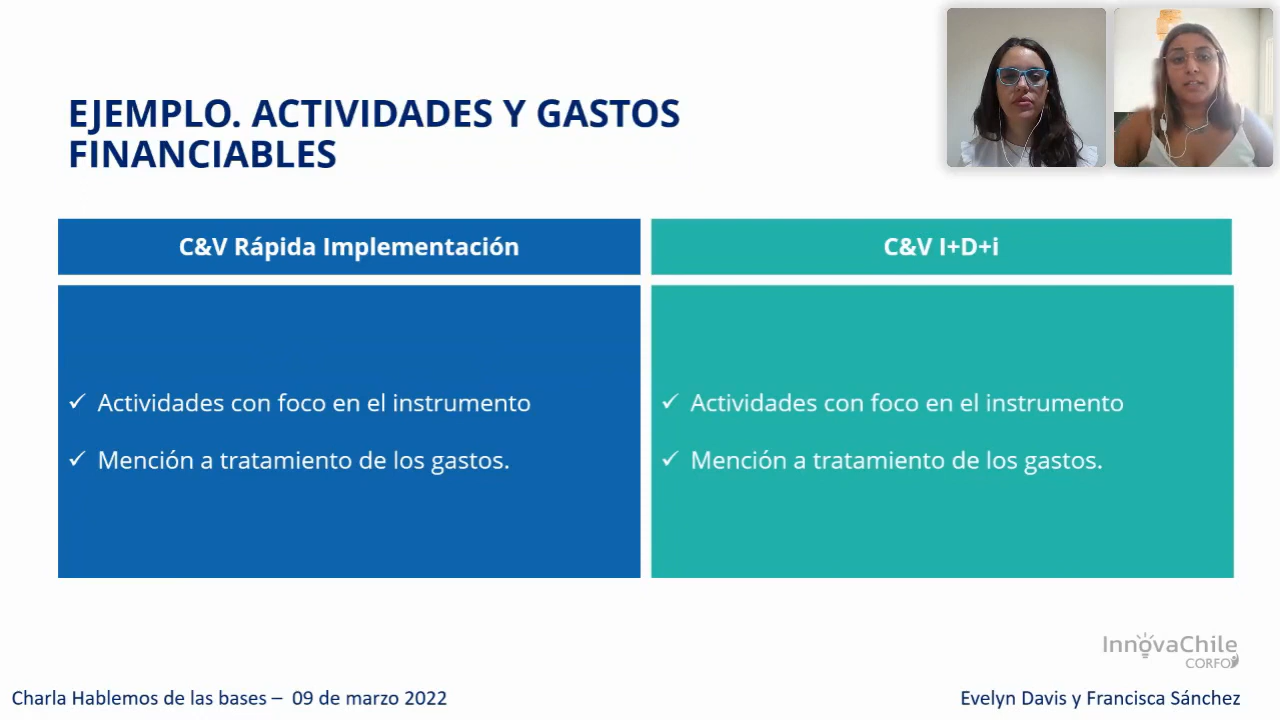 EJEMPLO. ACTIVIDADES Y GASTOS
FINANCIABLES
C&V Rápida Implementación
C&V I+D+i
✓ Actividades con foco en el instrumento
✓ Mención a tratamiento de los gastos.
✓ Actividades con foco en el instrumento
✓ Mención a tratamiento de los gastos.
InnovaChile
CORFO
Charla Hablemos de las bases – 09 de marzo 2022
Evelyn Davis y Francisca Sánchez